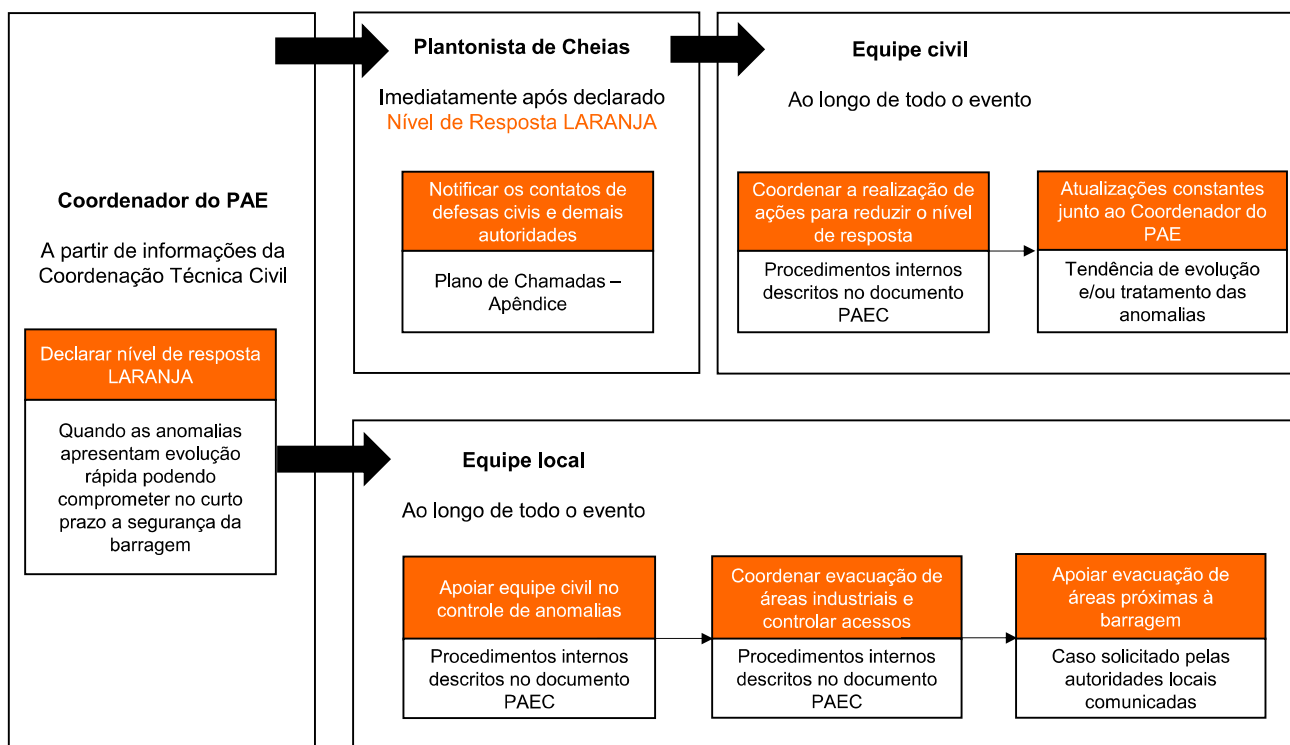 Coordenador do PAE
A partir de informações da
Coordenação Técnica Civil
Declarar nível de resposta
LARANJA
Quando as anomalias
apresentam evolução
rápida podendo
comprometer no curto
prazo a segurança da
barragem
Plantonista de Cheias
Imediatamente após declarado
Nível de Resposta LARANJA
Notificar os contatos de
defesas civis e demais
autoridades
Plano de Chamadas –
Apêndice
Equipe civil
Ao longo de todo o evento
Coordenar a realização de
ações para reduzir o nível
de resposta
Procedimentos internos
descritos no documento
PAEC
Atualizações constantes
junto ao Coordenador do
PAE
Tendência de evolução
e/ou tratamento das
anomalias
Equipe local
Ao longo de todo o evento
Apoiar equipe civil no
controle de anomalias
Procedimentos internos
descritos no documento
PAEC
Coordenar evacuação de
áreas industriais e
controlar acessos
Procedimentos internos
descritos no documento
PAEC
Apoiar evacuação de
áreas próximas à
barragem
Caso solicitado pelas
autoridades locais
comunicadas